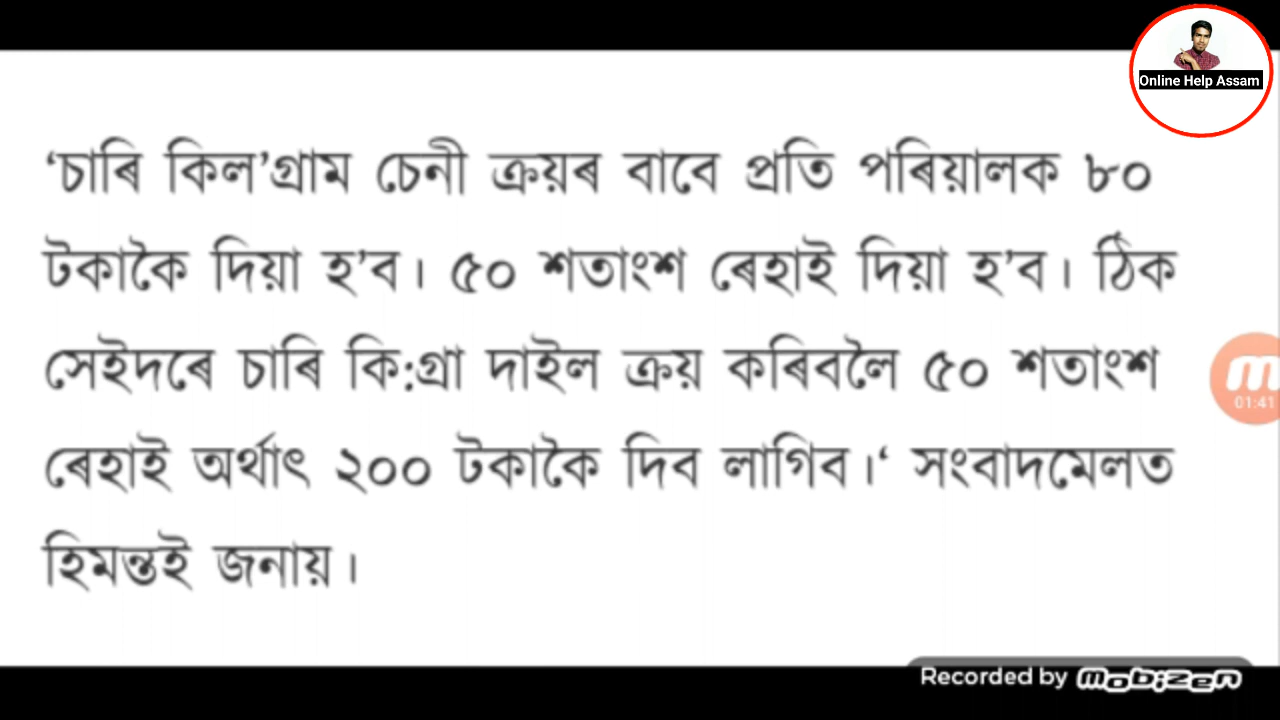 Online Help Assam
‘চাৰি কিল’গ্ৰাম চেনী ক্ৰয়ৰ বাবে প্ৰতি পৰিয়ালক ৮০
টকাকৈ দিয়া হ’ব। ৫০ শতাংশ ৰেহাই দিয়া হ’ব। ঠিক
সেইদৰে চাৰি কি:গ্ৰা দাইল ক্ৰয় কৰিবলৈ ৫০ শতাংশ
ৰেহাই অৰ্থাৎ ২০০ টকাকৈ দিব লাগিব।‘ সংবাদমেলত
হিমন্তই জনায়।
01:41
Recorded by mobizen